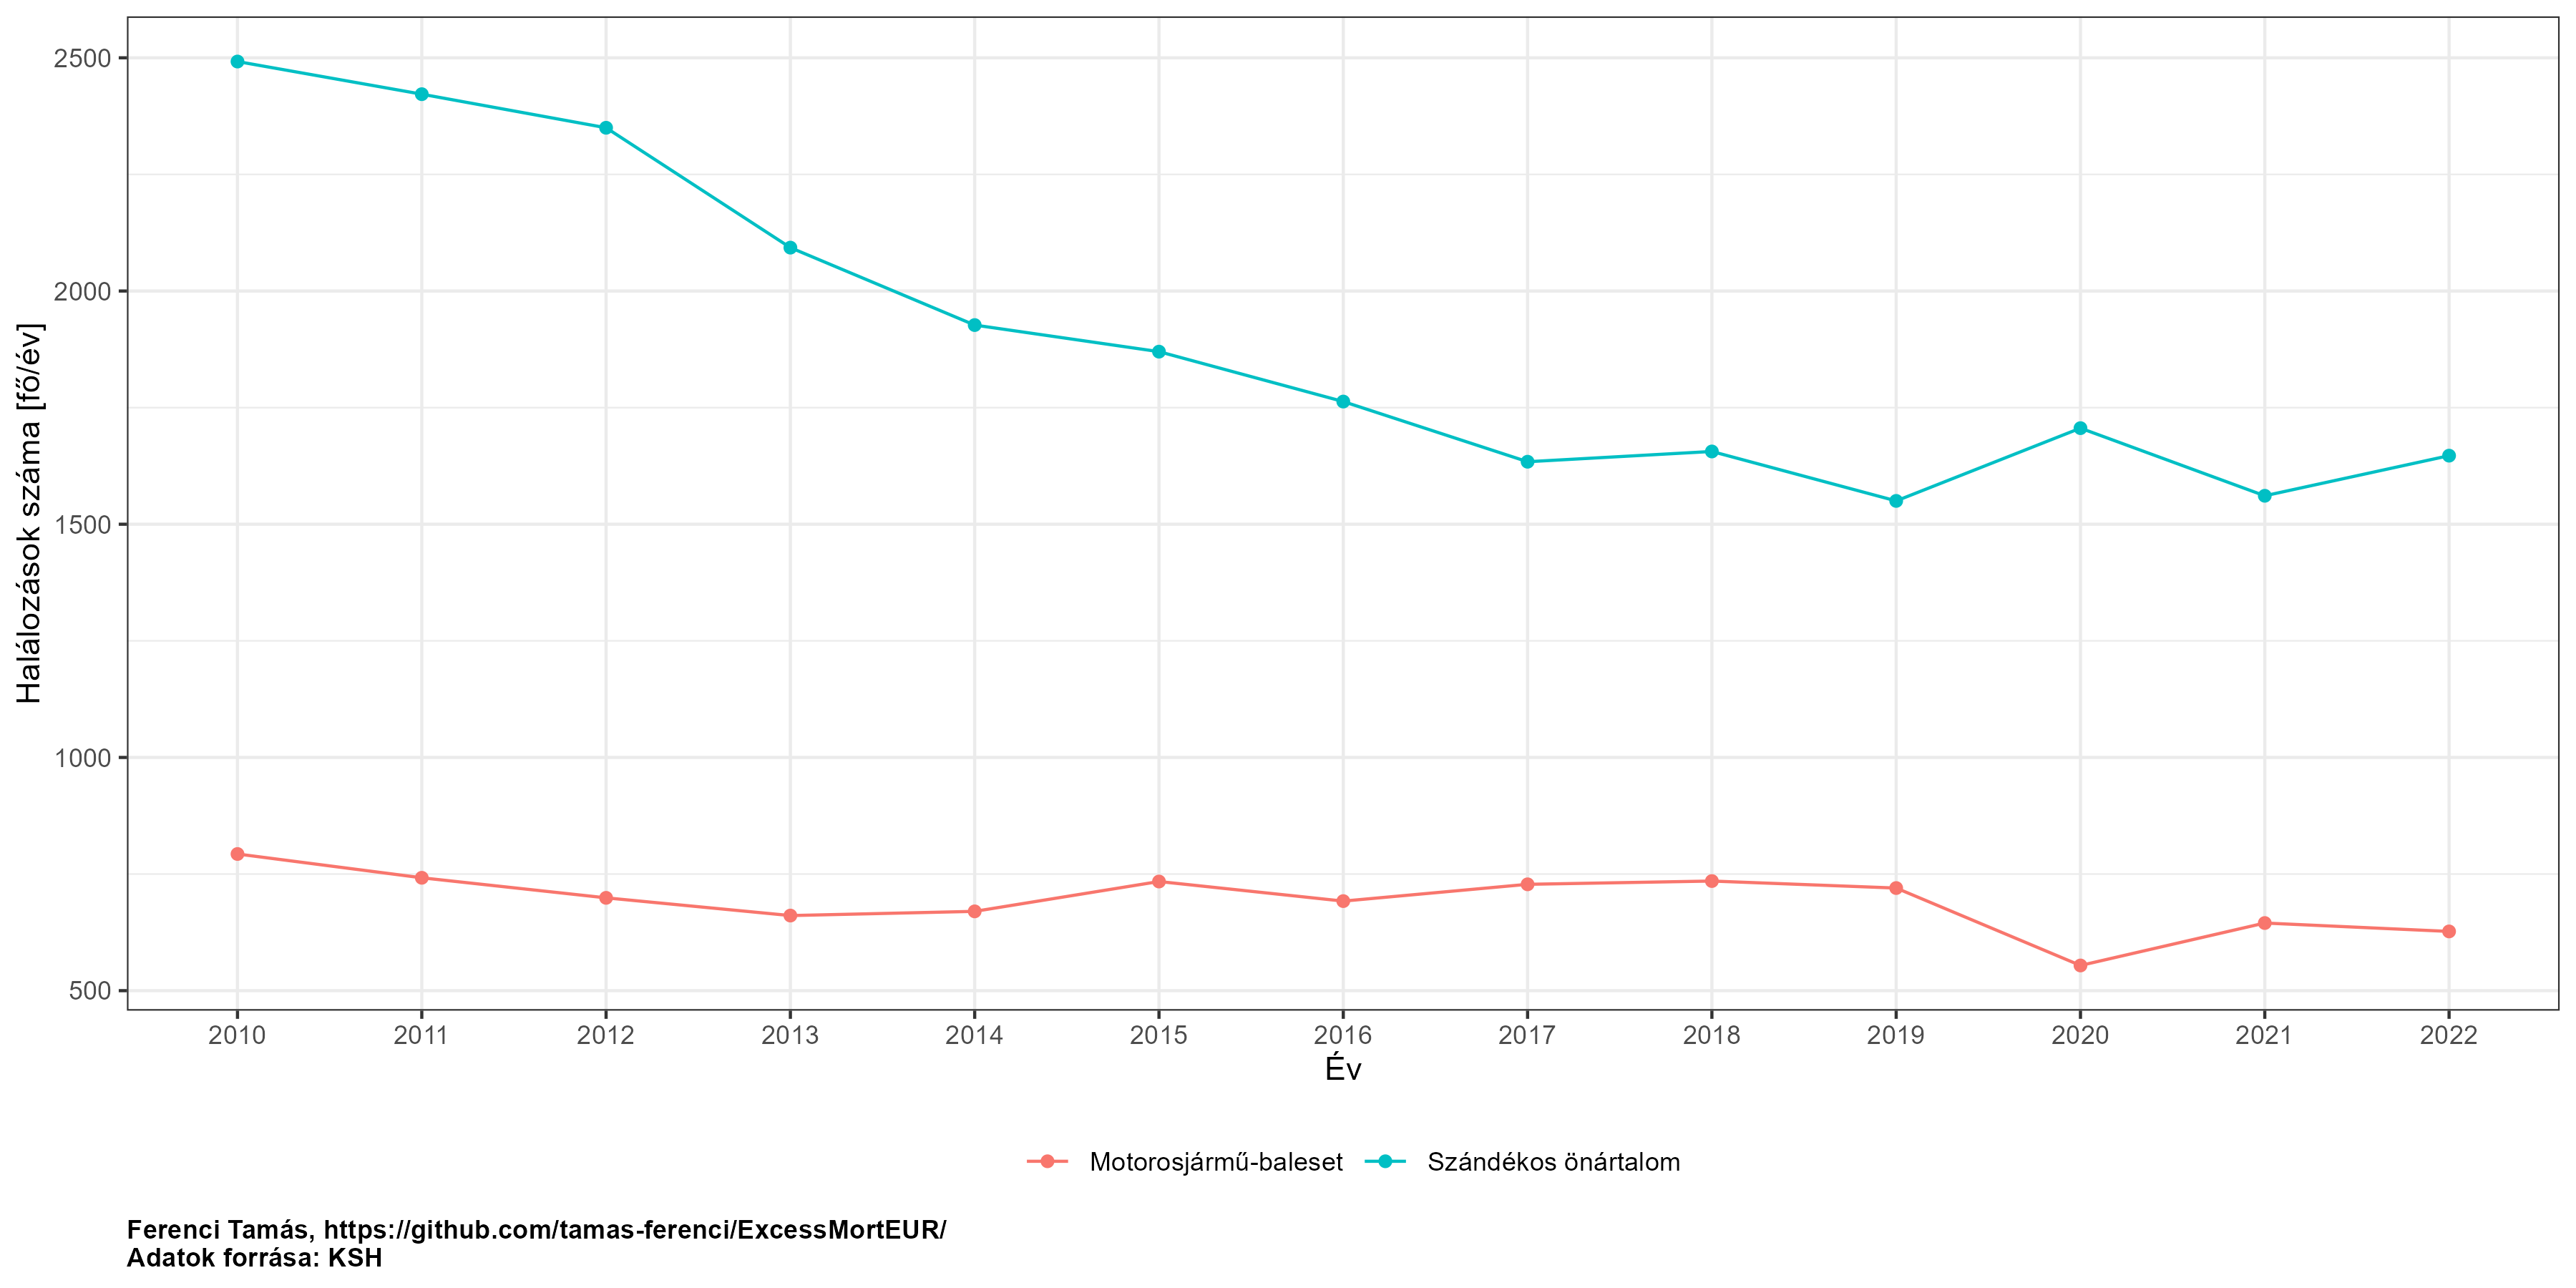 2500
2000
1500
1000
500
Halálozások száma [fő/év]
2010 2011 2012 2013 2014 2015 2016 2017 2018 2019 2020 2021 2022
Év
Motorosjármű-baleset Szándékos önártalom
Ferenci Tamás, https://github.com/tamas-ferenci/ExcessMortEUR/
Adatok forrása: KSH